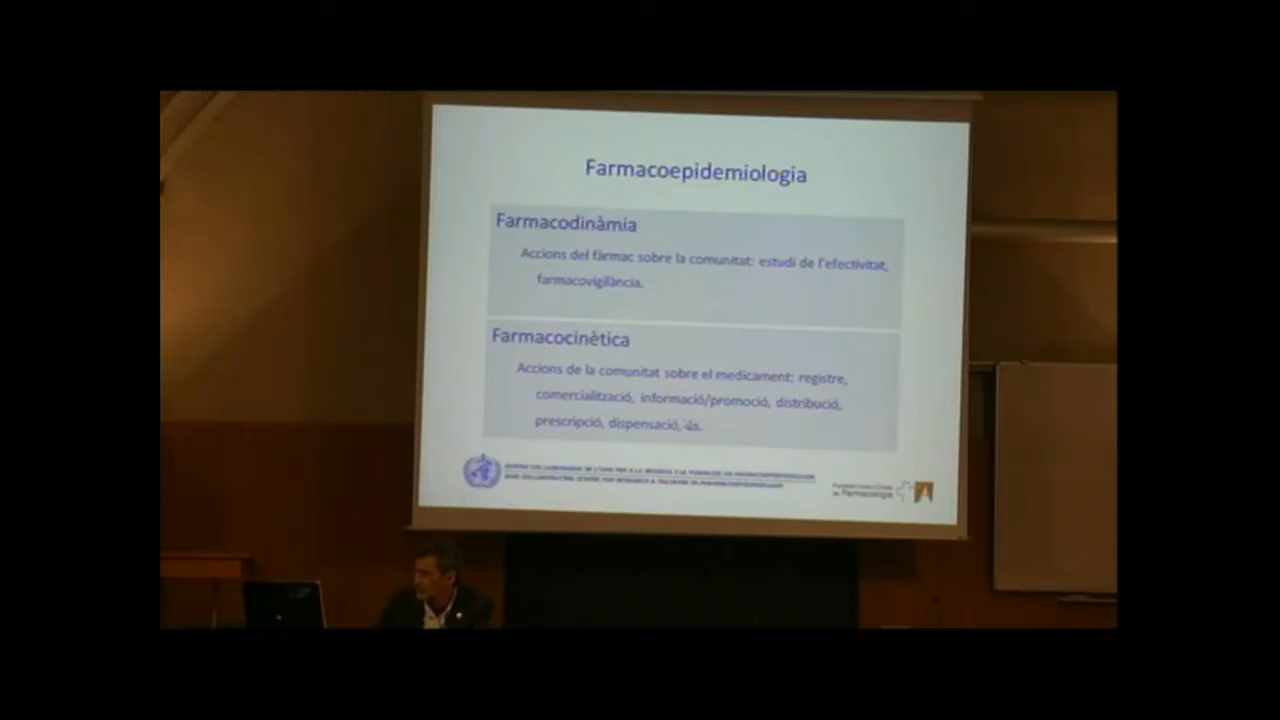 Farmacoepidemiologia
Farmacodinàmia
Accions del fàrmac sobre la comunitat: estudi de l'efectivitat,
farmacovigilància.
Farmacocinètica
Accions de la comunitat sobre el medicament: registre,
comercialització, informació/promoció, distribució,
prescripció, dispensació, ús.
de Farmacologia